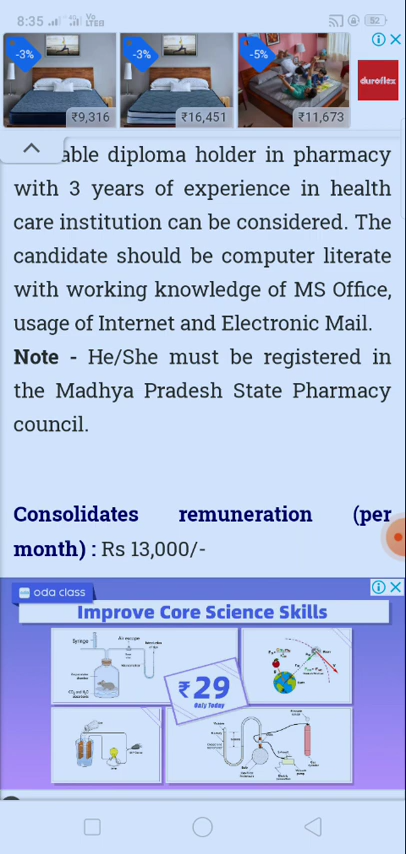 8:35
Vo
LTEB
52
-3%
-3%
-5%
₹9,316
₹16,451
₹11,673
duroflex
able diploma holder in pharmacy
with 3 years of experience in health
care institution can be considered. The
candidate should be computer literate
with working knowledge of MS Office,
usage of Internet and Electronic Mail.
Note - He/She must be registered in
the Madhya Pradesh State Pharmacy
council.
Consolidates remuneration (per
month) : Rs 13,000/-
oda class
Improve Core Science Skills
Syringe
₹29
Only Today